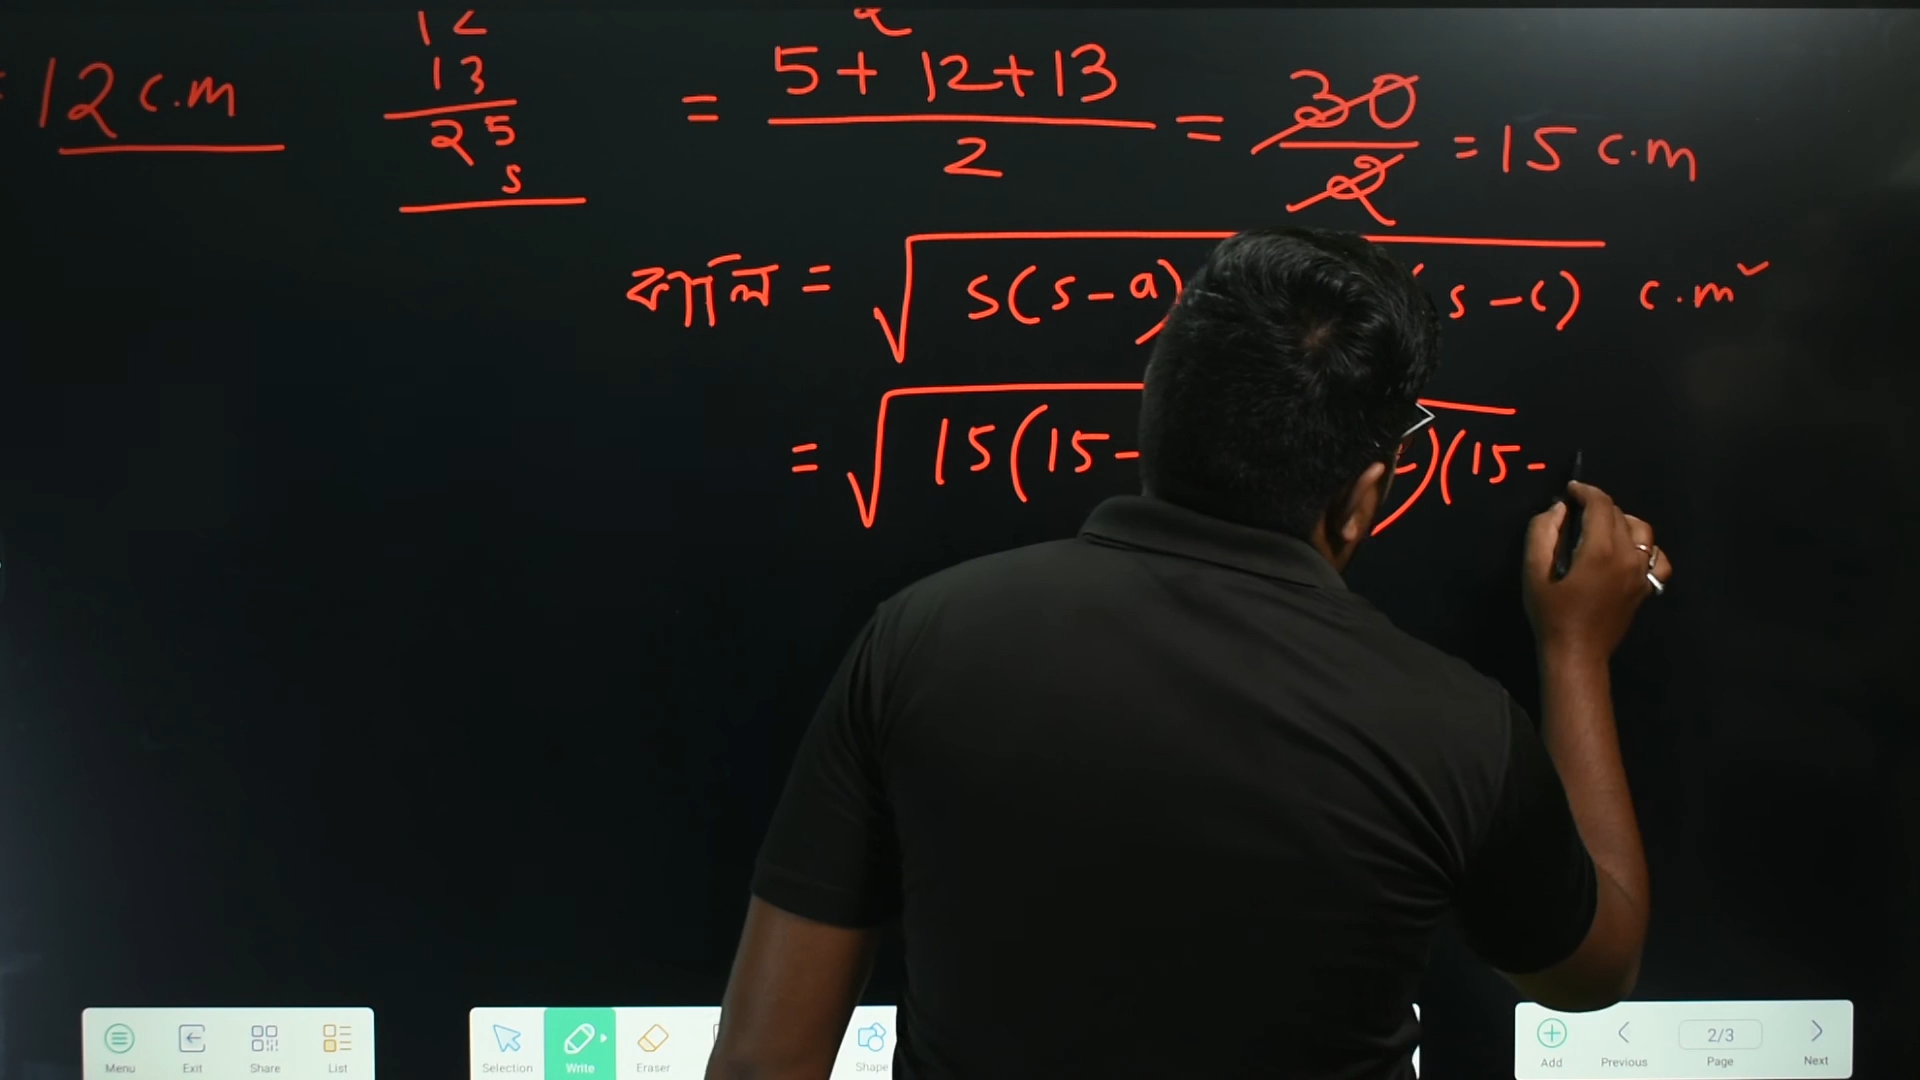 = 12 c.m
12
13
25
5
= 5 + 12 + 13 / 2 = 30 / 2 = 15 c.m
= √ s(s-a) s-c) c.m²
= √ 15(15- )(15-
Menu Exit Share List
Selection Write Eraser Shape
Add Previous 2/3 Page Next